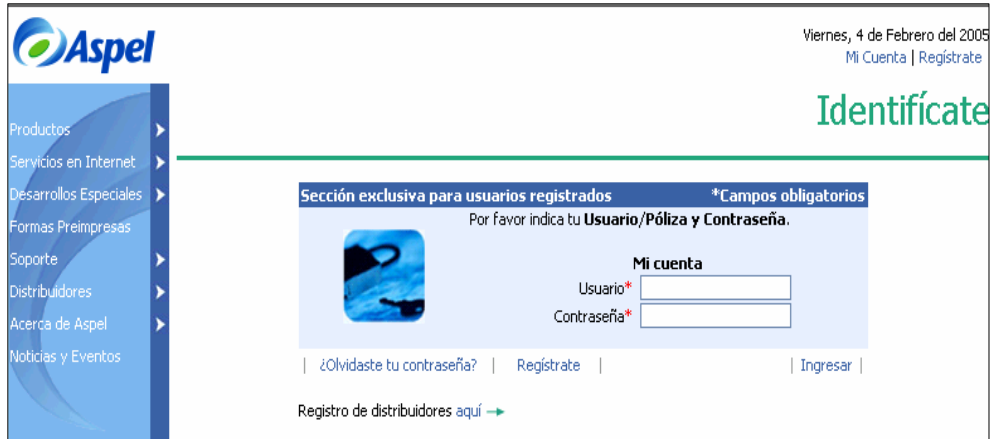 Aspel
Viernes, 4 de Febrero del 2005
Mi Cuenta | Regístrate
Identifícate
Productos
Servicios en Internet
Desarrollos Especiales
Formas Preimpresas
Soporte
Distribuidores
Acerca de Aspel
Noticias y Eventos
Sección exclusiva para usuarios registrados *Campos obligatorios
Por favor indica tu Usuario/Póliza y Contraseña.
Mi cuenta
Usuario*
Contraseña*
| ¿Olvidaste tu contraseña? | Regístrate | | Ingresar |
Registro de distribuidores aquí